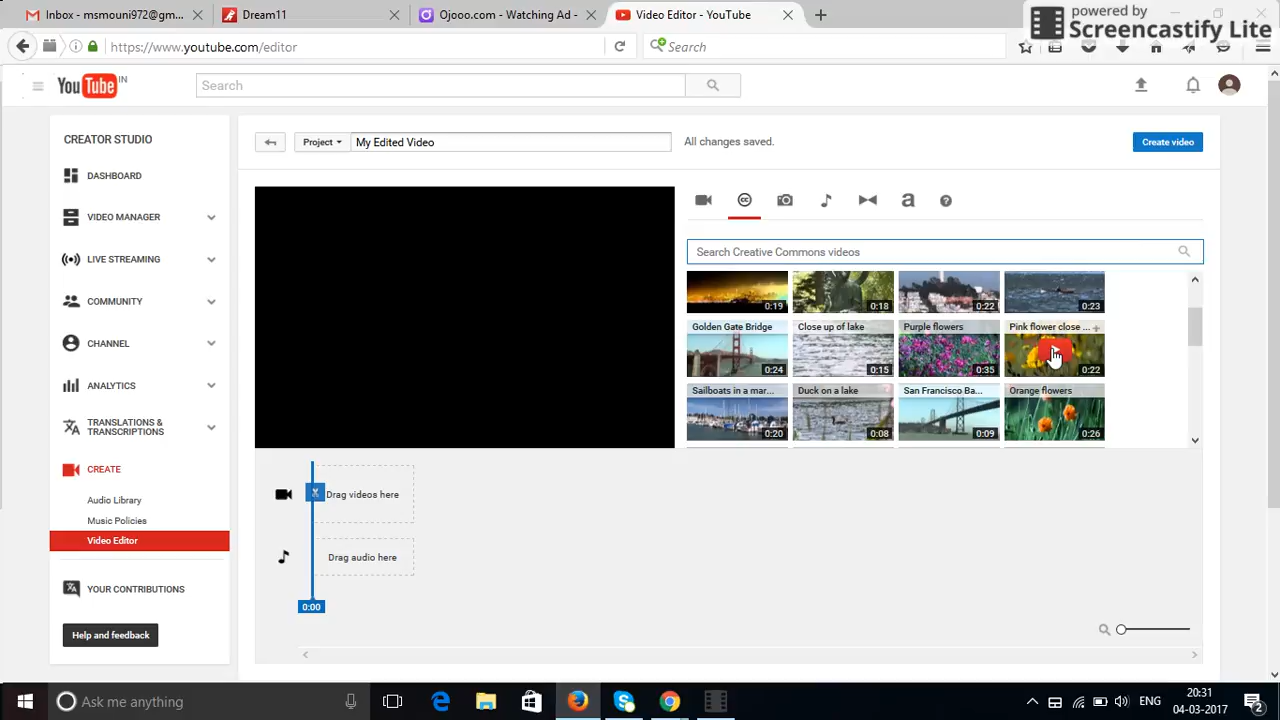 Inbox - msmouni972@gm...
Dream11
Ojooo.com - Watching Ad -
Video Editor - YouTube
powered by
Screencastify Lite
https://www.youtube.com/editor
Search
YouTube IN
Search
CREATOR STUDIO
DASHBOARD
VIDEO MANAGER
LIVE STREAMING
COMMUNITY
CHANNEL
ANALYTICS
TRANSLATIONS &
TRANSCRIPTIONS
CREATE
Audio Library
Music Policies
Video Editor
YOUR CONTRIBUTIONS
Help and feedback
Project
My Edited Video
All changes saved.
Create video
cc
a
?
Search Creative Commons videos
0:19
0:18
0:22
0:23
Golden Gate Bridge
Close up of lake
Purple flowers
Pink flower close ...
0:24
0:15
0:35
0:22
Sailboats in a mar...
Duck on a lake
San Francisco Ba...
Orange flowers
0:20
0:08
0:09
0:26
Drag videos here
Drag audio here
0:00
Ask me anything
ENG
20:31
04-03-2017
2